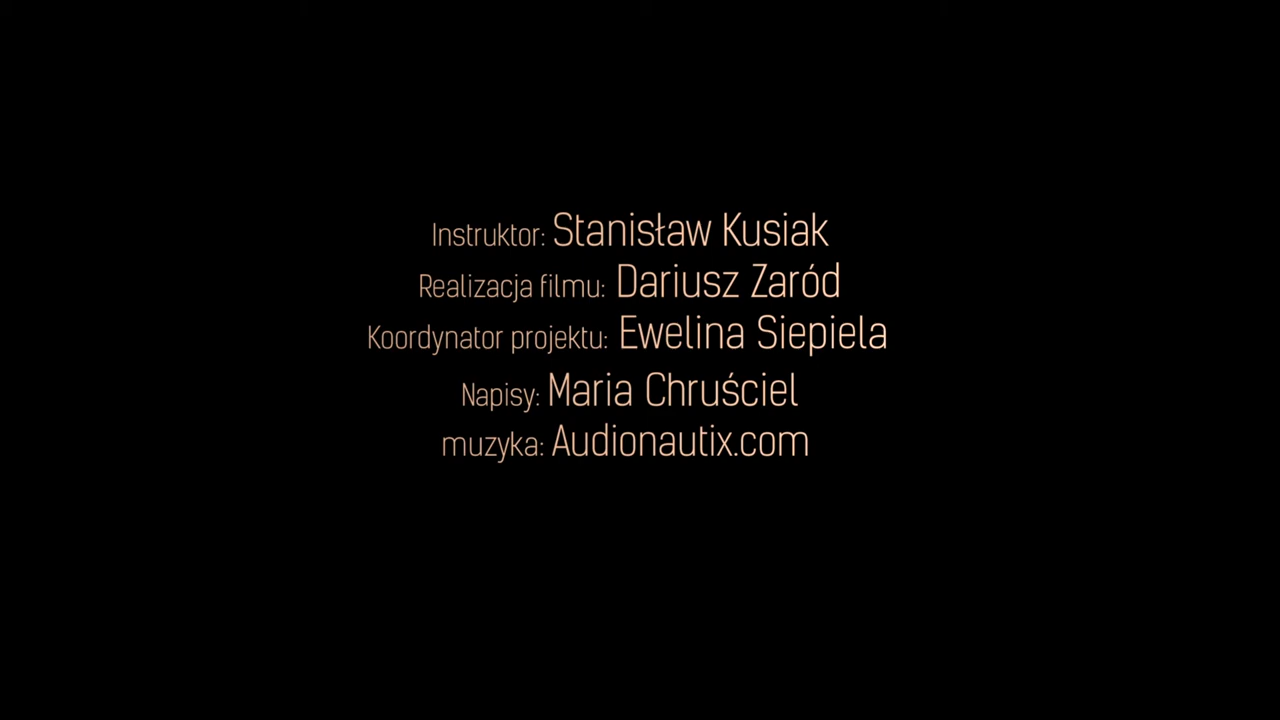 Instruktor: Stanisław Kusiak
Realizacja filmu: Dariusz Zaród
Koordynator projektu: Ewelina Siepiela
Napisy: Maria Chruściel
muzyka: Audionautix.com